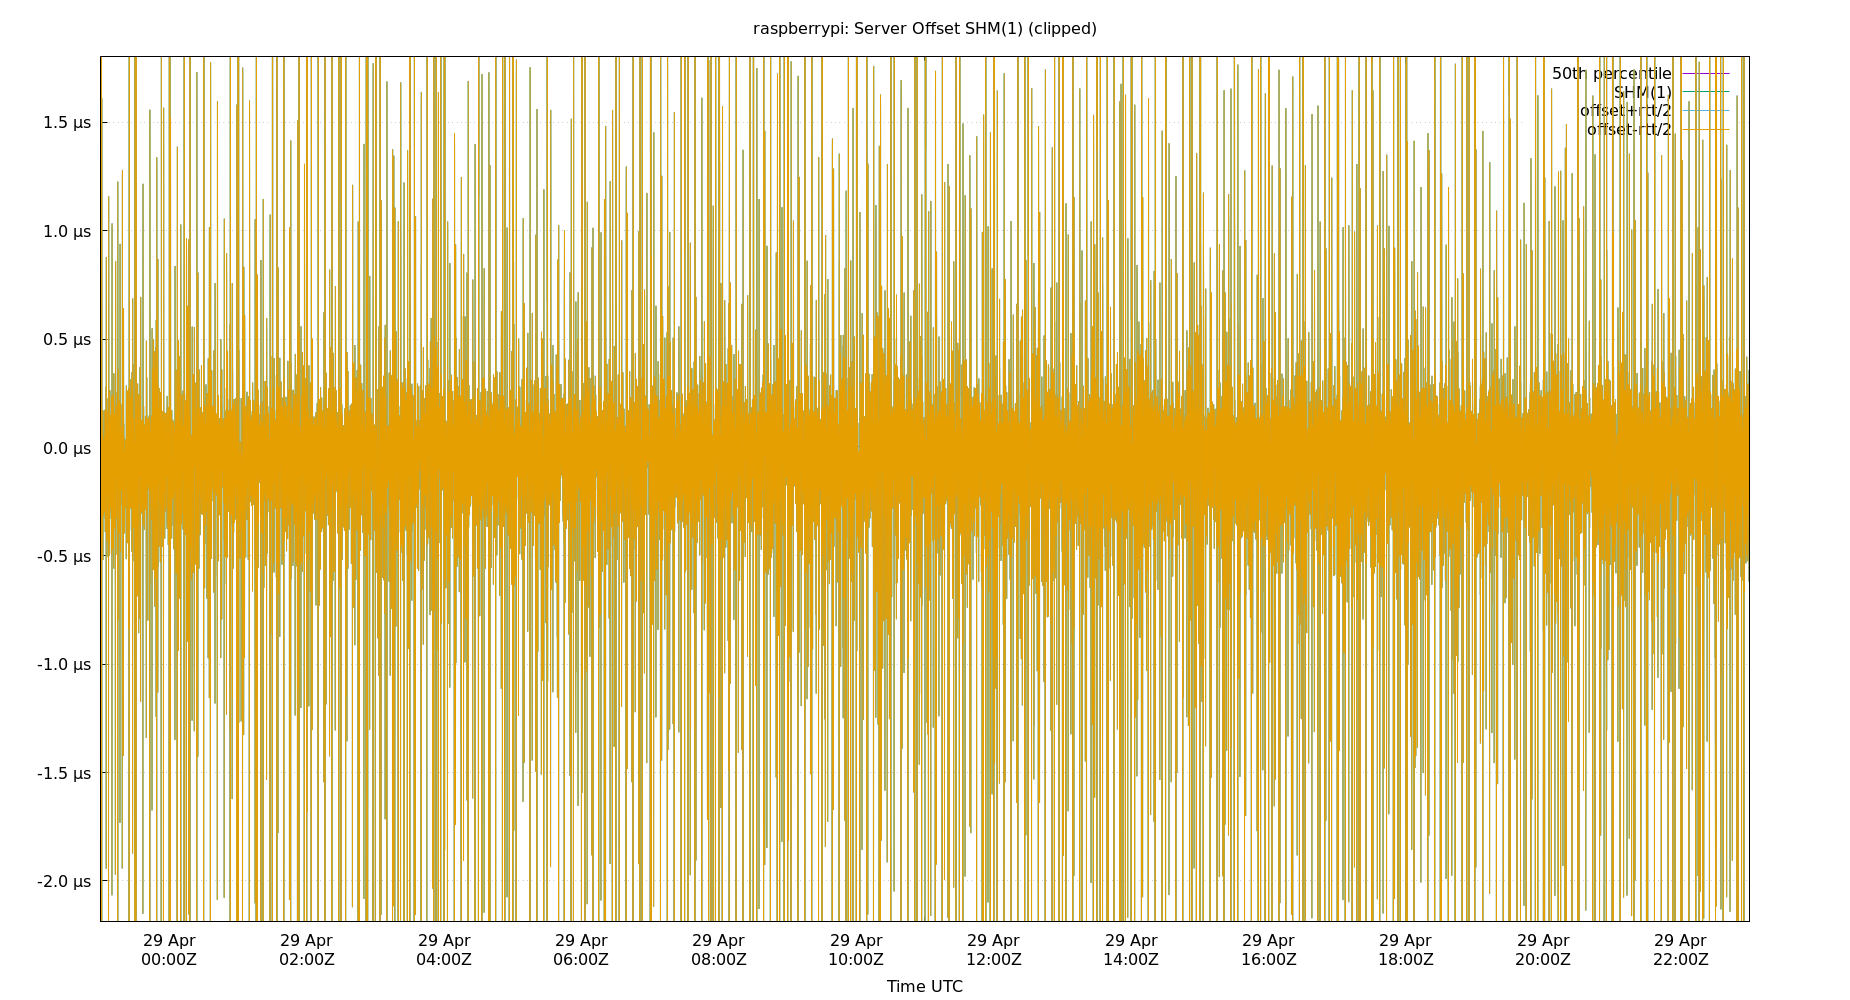 raspberrypi: Server Offset SHM(1) (clipped)
50th percentile
SHM(1)
offset+rtt/2
offset-rtt/2
1.5 µs
1.0 µs
0.5 µs
0.0 µs
-0.5 µs
-1.0 µs
-1.5 µs
-2.0 µs
29 Apr 29 Apr 29 Apr 29 Apr 29 Apr 29 Apr 29 Apr 29 Apr 29 Apr 29 Apr 29 Apr 29 Apr
00:00Z 02:00Z 04:00Z 06:00Z 08:00Z 10:00Z 12:00Z 14:00Z 16:00Z 18:00Z 20:00Z 22:00Z
Time UTC